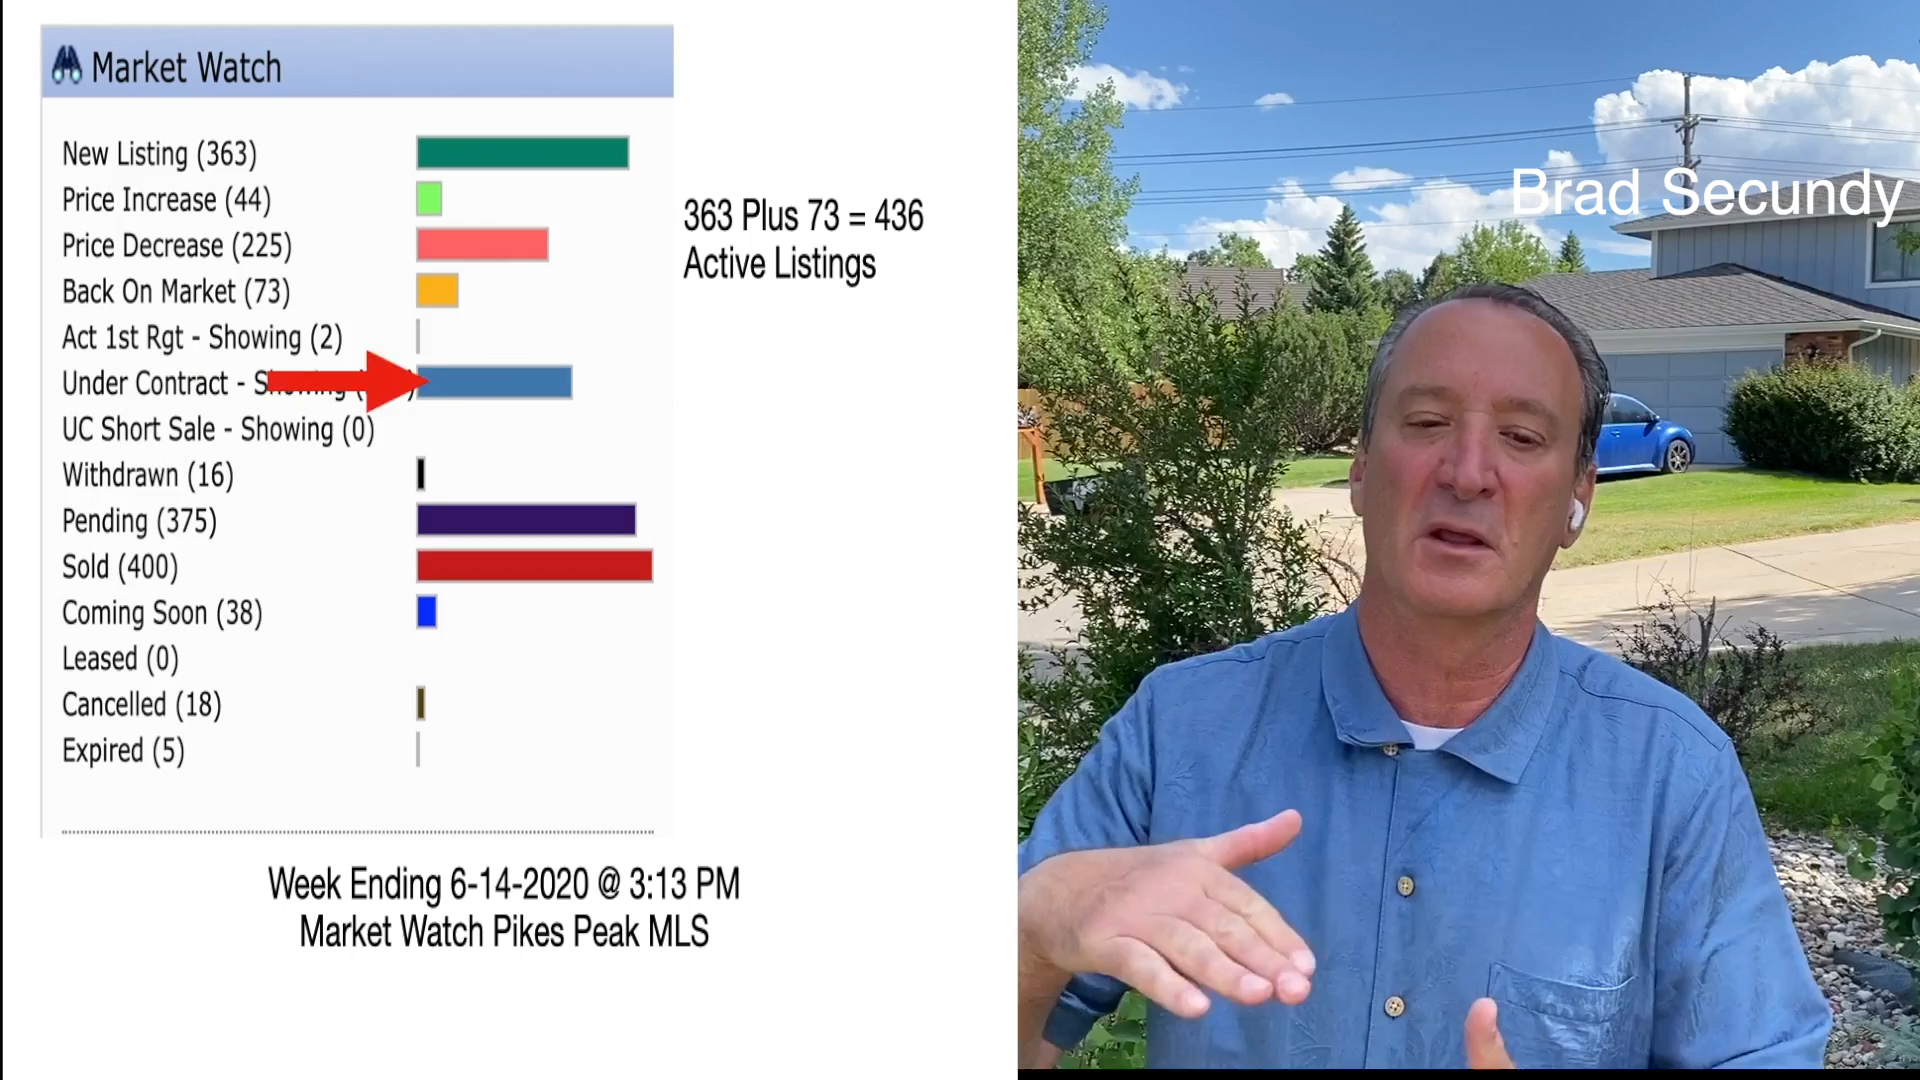 Market Watch
New Listing (363)
Price Increase (44)
Price Decrease (225)
Back On Market (73)
Act 1st Rgt - Showing (2)
Under Contract - Showing
UC Short Sale - Showing (0)
Withdrawn (16)
Pending (375)
Sold (400)
Coming Soon (38)
Leased (0)
Cancelled (18)
Expired (5)
363 Plus 73 = 436
Active Listings
Week Ending 6-14-2020 @ 3:13 PM
Market Watch Pikes Peak MLS
Brad Secundy